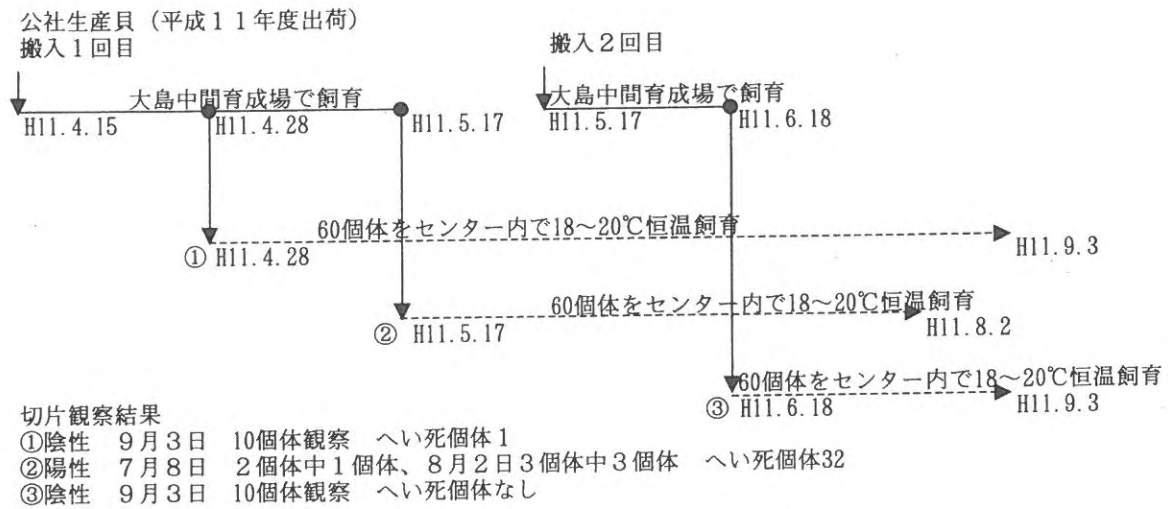 公社生産貝（平成１１年度出荷）
搬入１回目
搬入２回目
大島中間育成場で飼育
大島中間育成場で飼育
H11.4.15
H11.4.28
H11.5.17
H11.5.17
H11.6.18
60個体をセンター内で18～20℃恒温飼育
①H11.4.28
H11.9.3
60個体をセンター内で18～20℃恒温飼育
② H11.5.17
H11.8.2
60個体をセンター内で18～20℃恒温飼育
③ H11.6.18
H11.9.3
切片観察結果
①陰性　９月３日　10個体観察　へい死個体１
②陽性　７月８日　２個体中１個体、８月２日３個体中３個体　へい死個体32
③陰性　９月３日　10個体観察　へい死個体なし